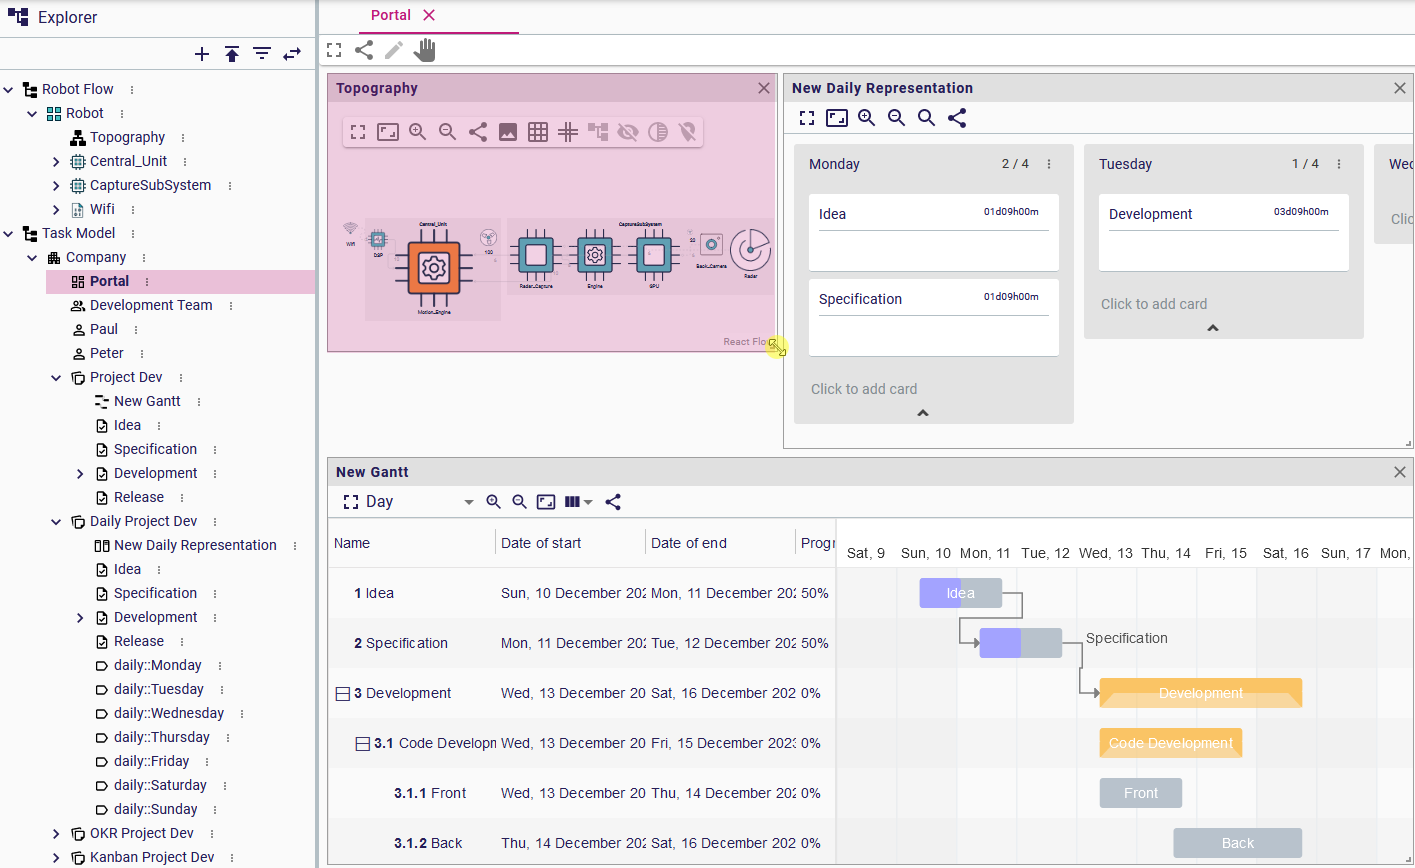 Explorer
Robot Flow
Robot
Topography
Central_Unit
CaptureSubSystem
Wifi
Task Model
Company
Portal
Development Team
Paul
Peter
Project Dev
New Gantt
Idea
Specification
Development
Release
Daily Project Dev
New Daily Representation
Idea
Specification
Development
Release
daily::Monday
daily::Tuesday
daily::Wednesday
daily::Thursday
daily::Friday
daily::Saturday
daily::Sunday
OKR Project Dev
Kanban Project Dev
Portal
Topography
Wifi
DSP
Central_Unit
Motion_Engine
100
CaptureSubSystem
Radar_Capture
Engine
GPU
20
Back_Camera
Radar
React Flo
New Daily Representation
Monday 2 / 4
Idea 01d09h00m
Specification 01d09h00m
Click to add card
Tuesday 1 / 4
Development 03d09h00m
Click to add card
Wed
Clic
New Gantt
Day
Name Date of start Date of end Progr
1 Idea Sun, 10 December 202 Mon, 11 December 202 50%
2 Specification Mon, 11 December 202 Tue, 12 December 202 50%
3 Development Wed, 13 December 20 Sat, 16 December 202 0%
3.1 Code Developm Wed, 13 December 20 Fri, 15 December 2023 0%
3.1.1 Front Wed, 13 December 20 Thu, 14 December 202 0%
3.1.2 Back Thu, 14 December 202 Sat, 16 December 202 0%
Sat, 9 Sun, 10 Mon, 11 Tue, 12 Wed, 13 Thu, 14 Fri, 15 Sat, 16 Sun, 17 Mon,
Idea
Specification
Development
Code Development
Front
Back